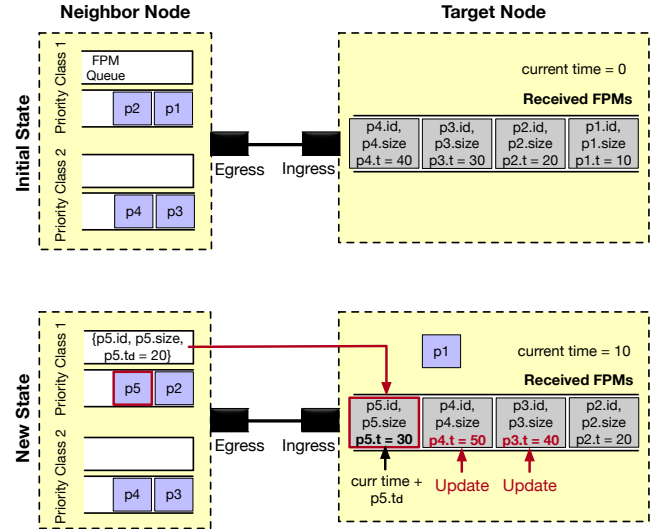 Neighbor Node
Target Node
Initial State
Priority Class 1
FPM
Queue
p2
p1
Priority Class 2
p4
p3
Egress
Ingress
current time = 0
Received FPMs
p4.id,
p4.size
p4.t = 40
p3.id,
p3.size
p3.t = 30
p2.id,
p2.size
p2.t = 20
p1.id,
p1.size
p1.t = 10
New State
Priority Class 1
{p5.id, p5.size,
p5.td = 20}
p5
p2
Priority Class 2
p4
p3
Egress
Ingress
p1
current time = 10
Received FPMs
p5.id,
p5.size
p5.t = 30
p4.id,
p4.size
p4.t = 50
p3.id,
p3.size
p3.t = 40
p2.id,
p2.size
p2.t = 20
curr time +
p5.td
Update
Update